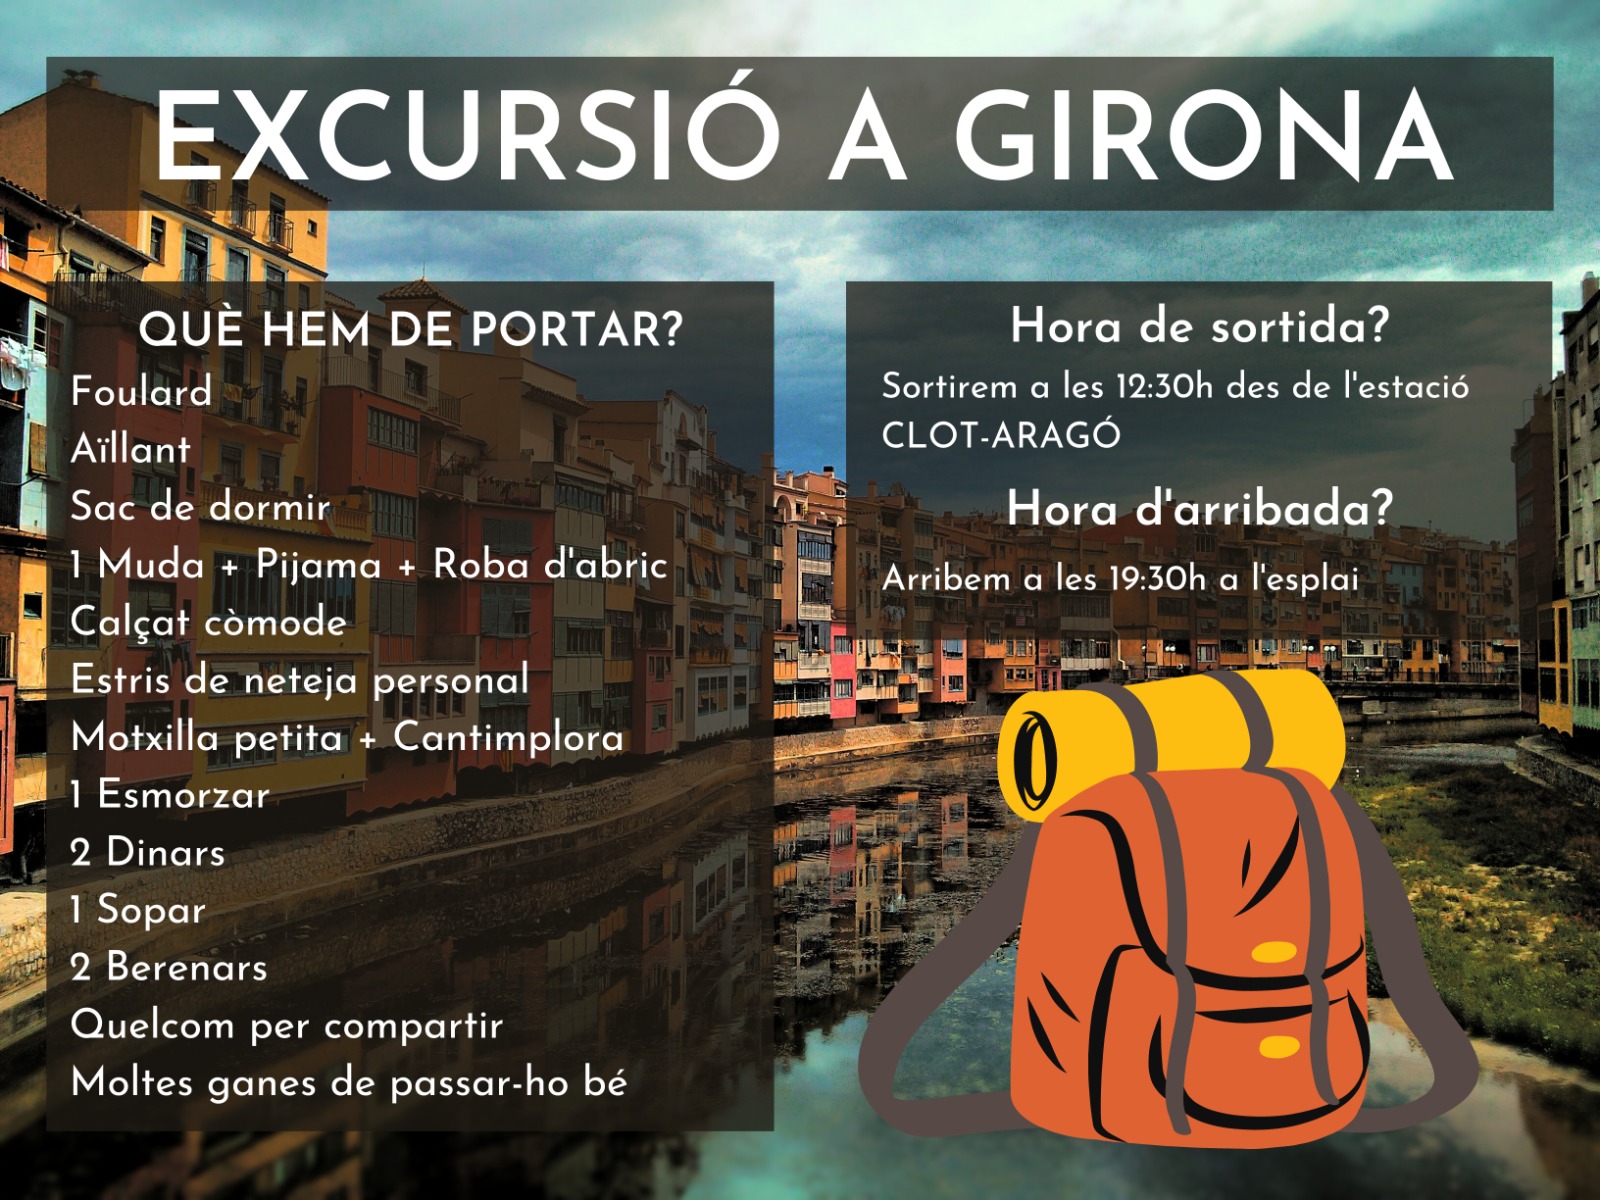 EXCURSIÓ A GIRONA
QUÈ HEM DE PORTAR?
Foulard
Aïllant
Sac de dormir
1 Muda + Pijama + Roba d'abric
Calçat còmode
Estris de neteja personal
Motxilla petita + Cantimplora
1 Esmorzar
2 Dinars
1 Sopar
2 Berenars
Quelcom per compartir
Moltes ganes de passar-ho bé
Hora de sortida?
Sortirem a les 12:30h des de l'estació
CLOT-ARAGÓ
Hora d'arribada?
Arribem a les 19:30h a l'esplai